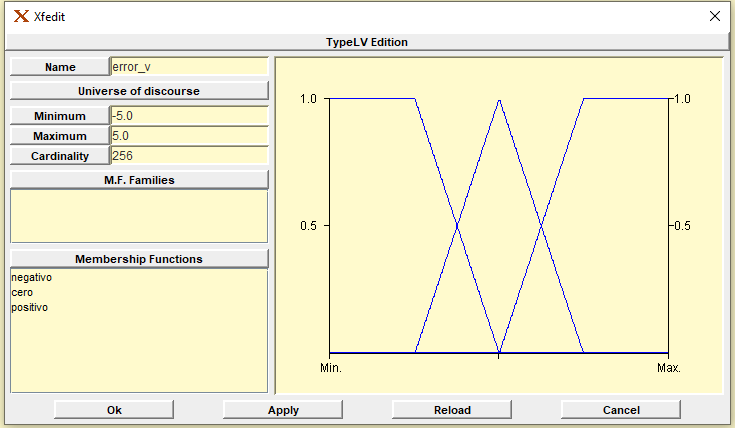 Xfedit
TypeLV Edition
Name error_v
Universe of discourse
Minimum -5.0
Maximum 5.0
Cardinality 256
M.F. Families
Membership Functions
negativo
cero
positivo
1.0 1.0
0.5 0.5
Min. Max.
Ok Apply Reload Cancel